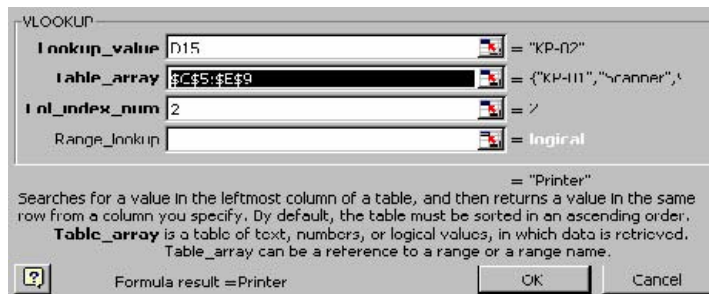 VLOOKUP
Lookup_value D15 = "KP-02"
Table_array $C$5:$E$9 = {"KP-01","Scanner",
Col_index_num 2 = 2
Range_lookup = logical
= "Printer"
Searches for a value in the leftmost column of a table, and then returns a value in the same
row from a column you specify. By default, the table must be sorted in an ascending order.
Table_array is a table of text, numbers, or logical values, in which data is retrieved.
Table_array can be a reference to a range or a range name.
? Formula result =Printer OK Cancel